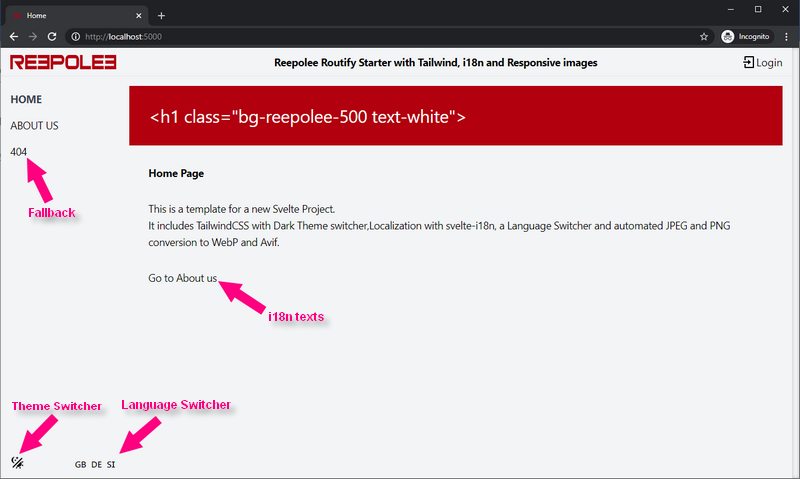 Home
http://localhost:5000
Incognito
REEPOLEE
Reepolee Routify Starter with Tailwind, i18n and Responsive images
Login
HOME
ABOUT US
404
Fallback
<h1 class="bg-reepolee-500 text-white">
Home Page
This is a template for a new Svelte Project.
It includes TailwindCSS with Dark Theme switcher,Localization with svelte-i18n, a Language Switcher and automated JPEG and PNG
conversion to WebP and Avif.
Go to About us
i18n texts
Theme Switcher
Language Switcher
GB DE SI